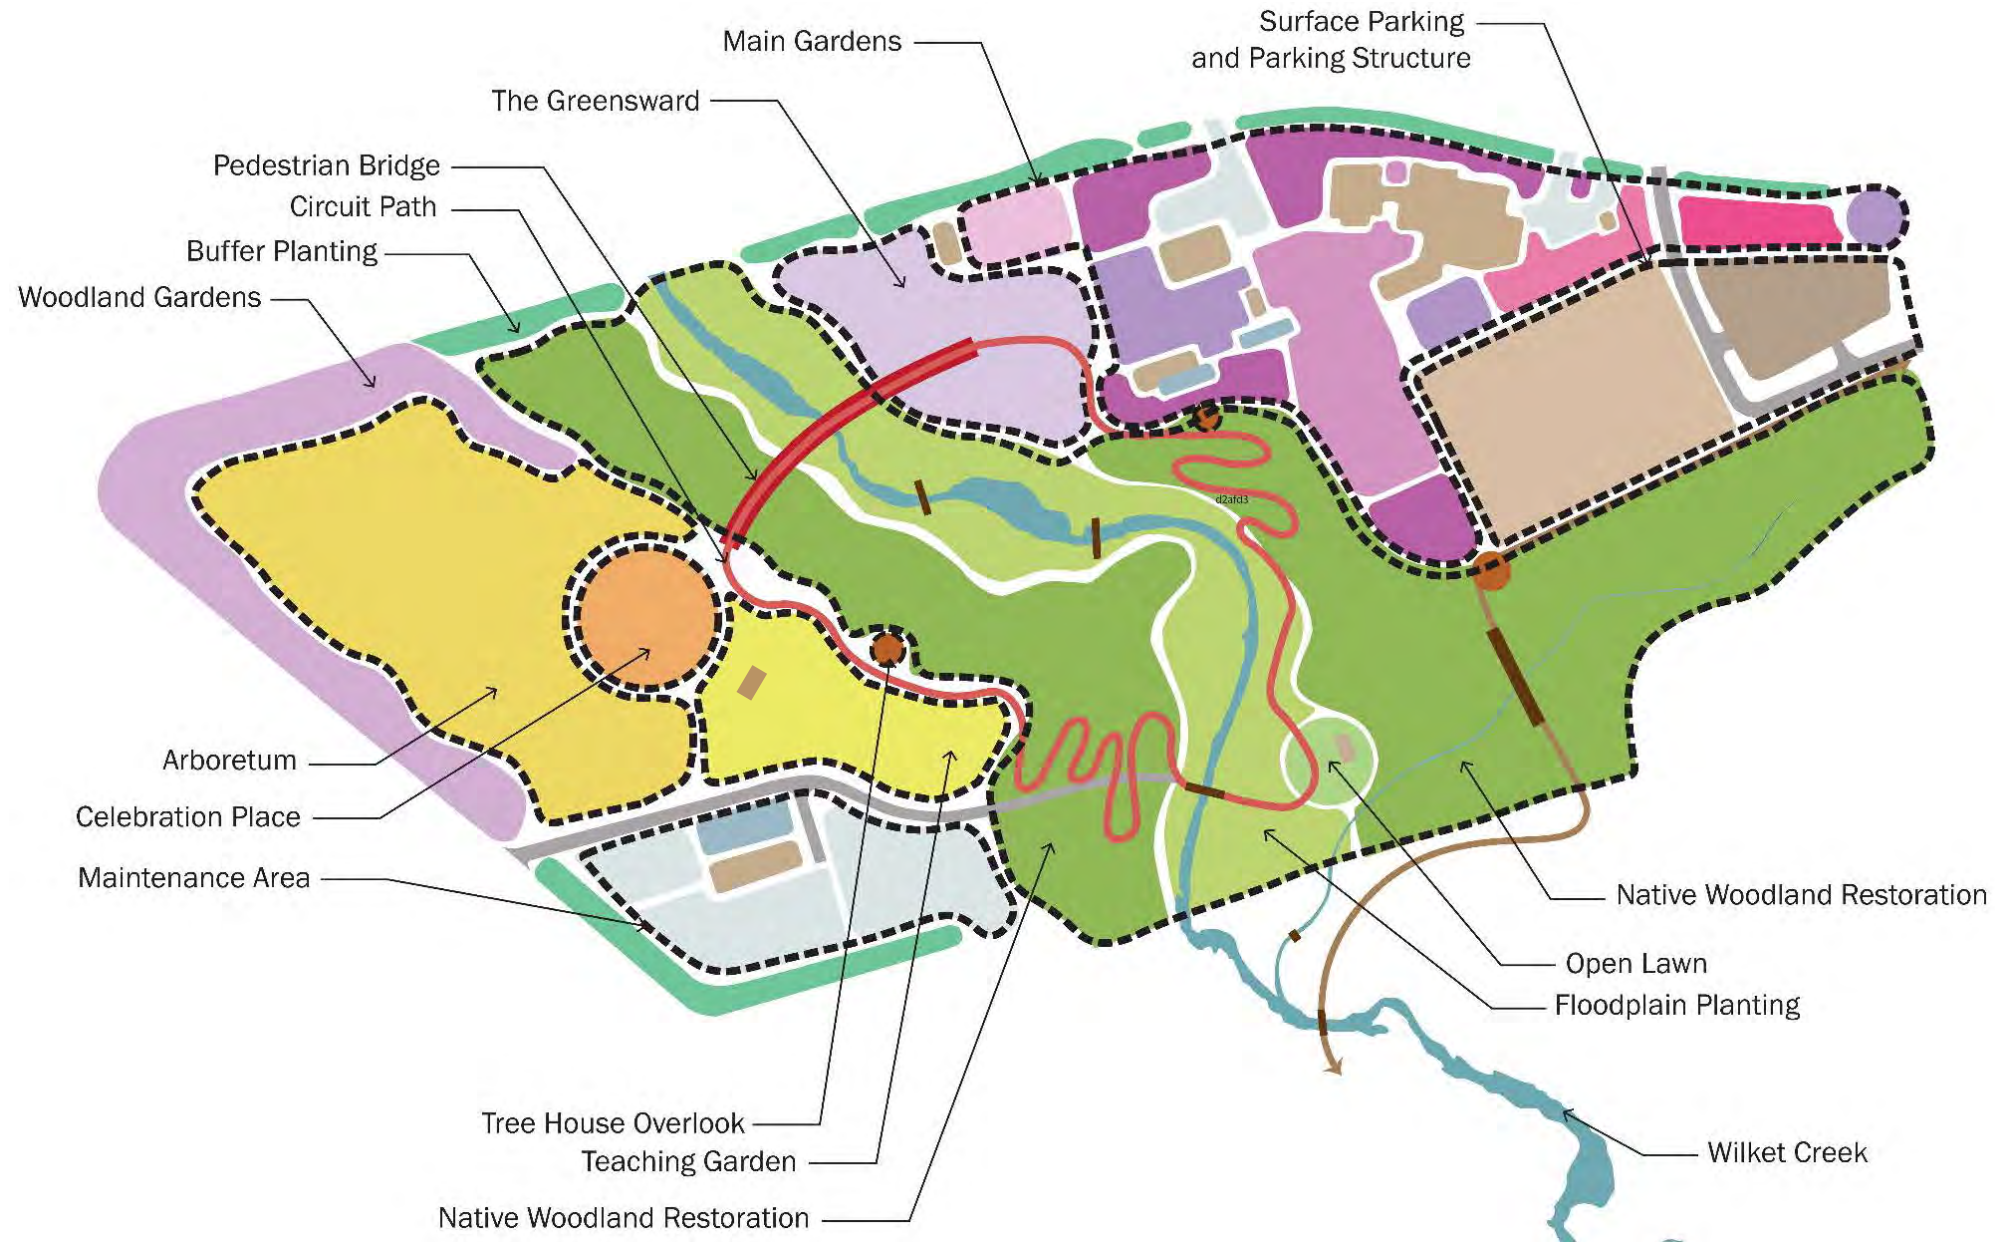 Surface Parking
and Parking Structure
Main Gardens
The Greensward
Pedestrian Bridge
Circuit Path
Buffer Planting
Woodland Gardens
d2afd3
Arboretum
Celebration Place
Maintenance Area
Native Woodland Restoration
Open Lawn
Floodplain Planting
Tree House Overlook
Teaching Garden
Wilket Creek
Native Woodland Restoration